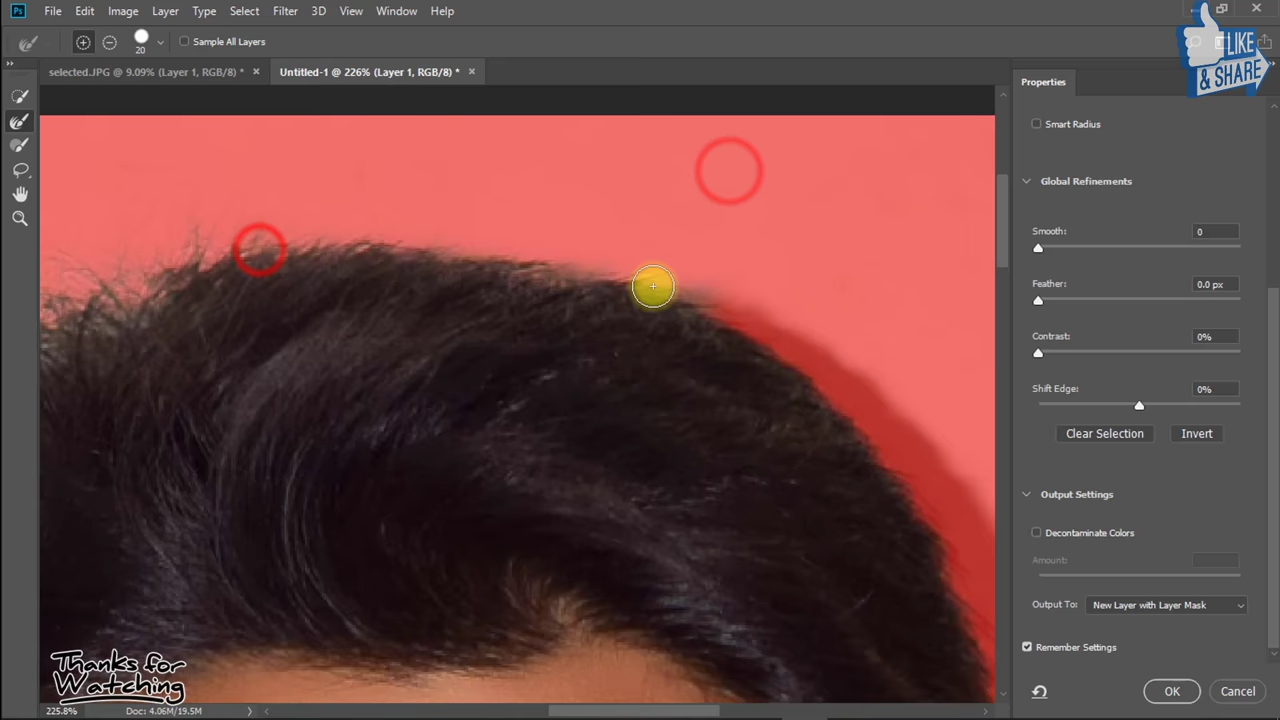 Ps File Edit Image Layer Type Select Filter 3D View Window Help
20 Sample All Layers
LIKE
& SHARE
selected.JPG @ 9.09% (Layer 1, RGB/8) * Untitled-1 @ 226% (Layer 1, RGB/8) *
Properties
Smart Radius
Global Refinements
Smooth: 0
Feather: 0.0 px
Contrast: 0%
Shift Edge: 0%
Clear Selection Invert
Output Settings
Decontaminate Colors
Amount:
Output To: New Layer with Layer Mask
Remember Settings
OK Cancel
Thanks for
Watching
225.8% Doc: 4.06M/19.5M